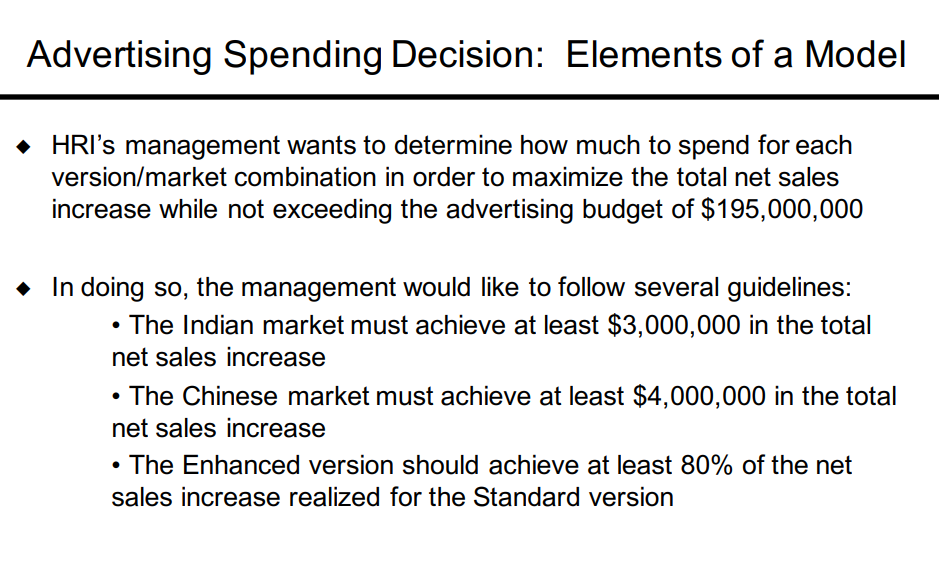 Advertising Spending Decision: Elements of a Model
◆ HRI’s management wants to determine how much to spend for each
version/market combination in order to maximize the total net sales
increase while not exceeding the advertising budget of $195,000,000
◆ In doing so, the management would like to follow several guidelines:
• The Indian market must achieve at least $3,000,000 in the total
net sales increase
• The Chinese market must achieve at least $4,000,000 in the total
net sales increase
• The Enhanced version should achieve at least 80% of the net
sales increase realized for the Standard version